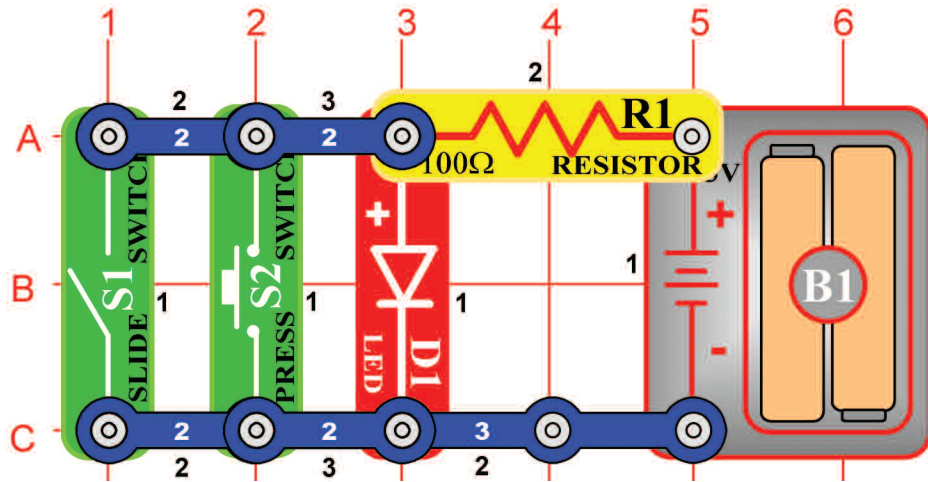 1 2 3 4 5 6
2 3 2
A 2 2 R1
100Ω RESISTOR
V
+ +
SWITCH SWITCH
B S1 1 S2 1 1 1 B1
SLIDE PRESS LED D1 -
C 2 2 3
2 3 2